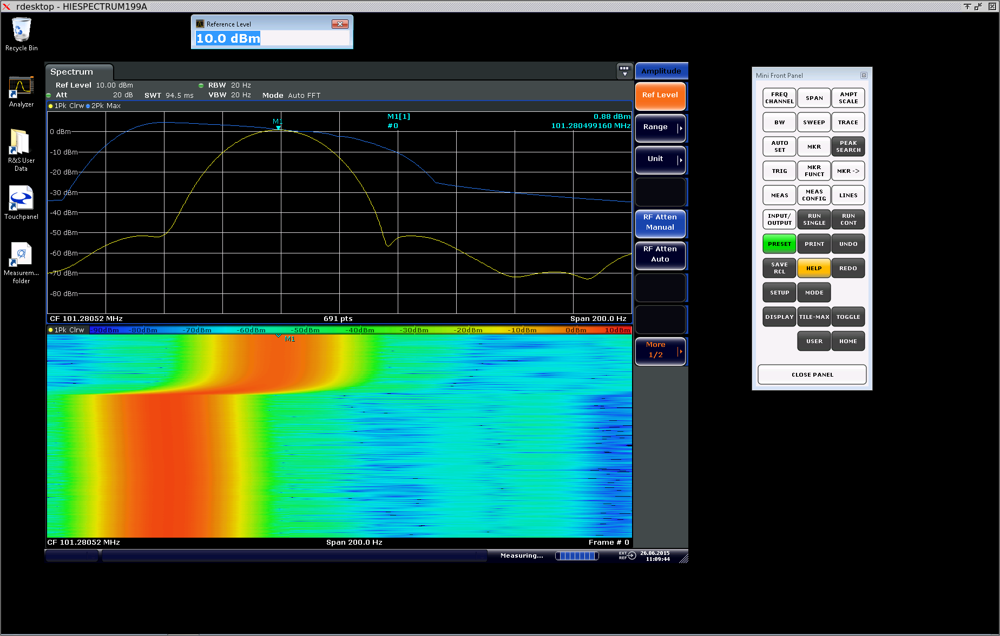 rdesktop - HIESPECTRUM199A
Recycle Bin
Analyzer
R&S User
Data
Touchpanel
Measurem...
folder
Reference Level
10.0 dBm
Spectrum
Ref Level 10.00 dBm RBW 20 Hz
Att 20 dB SWT 94.5 ms VBW 20 Hz Mode Auto FFT
1Pk Clrw 2Pk Max
M1[1] 0.88 dBm
#0 101.280499160 MHz
M1
0 dBm
-10 dBm
-20 dBm
-30 dBm
-40 dBm
-50 dBm
-60 dBm
-70 dBm
-80 dBm
CF 101.28052 MHz 691 pts Span 200.0 Hz
1Pk Clrw -90dBm -80dBm -70dBm -60dBm -50dBm -40dBm -30dBm -20dBm -10dBm 0dBm 10dBm
M1
CF 101.28052 MHz Span 200.0 Hz Frame # 0
Measuring... EXT REF 26.06.2015
11:09:44
Amplitude
Ref Level
Range
Unit
RF Atten
Manual
RF Atten
Auto
More
1/2
Mini Front Panel
FREQ CHANNEL SPAN AMPT SCALE
BW SWEEP TRACE
AUTO SET MKR PEAK SEARCH
TRIG MKR FUNCT MKR ->
MEAS MEAS CONFIG LINES
INPUT/ OUTPUT RUN SINGLE RUN CONT
PRESET PRINT UNDO
SAVE RCL HELP REDO
SETUP MODE
DISPLAY TILE-MAX TOGGLE
USER HOME
CLOSE PANEL